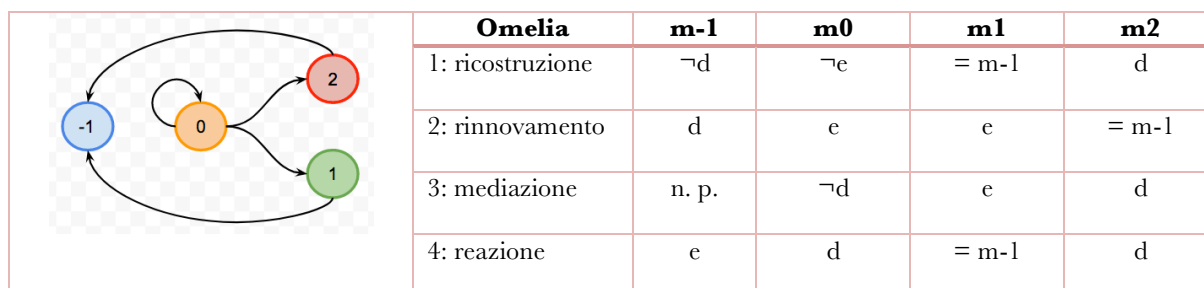 2
-1
0
1
Omelia m-1 m0 m1 m2
1: ricostruzione ¬d ¬e = m-1 d
2: rinnovamento d e e = m-1
3: mediazione n. p. ¬d e d
4: reazione e d = m-1 d